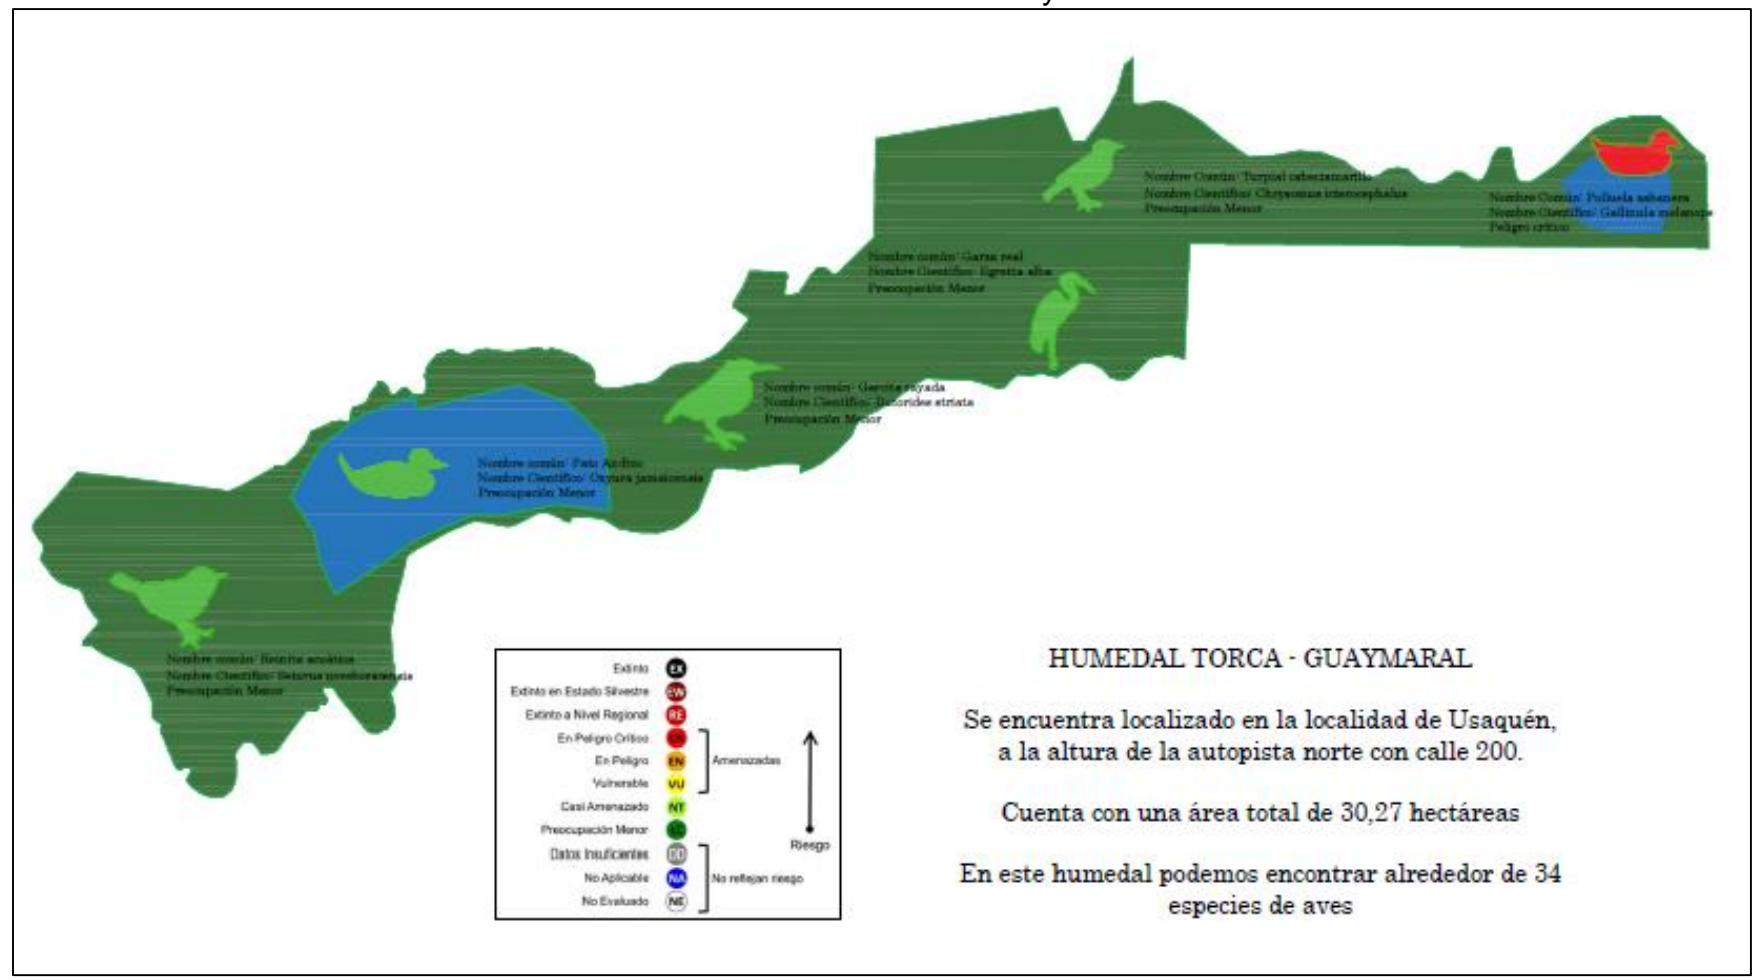 Nombre Común/ Turpial cabeciamarillo
Nombre Científico/ Chrysomus icterocephalus
Preocupación Menor
Nombre Común/ Polluela sabanera
Nombre Científico/ Gallinula melanops
Peligro crítico
Nombre común/ Garza real
Nombre Científico/ Egretta alba
Preocupación Menor
Nombre común/ Garcita rayada
Nombre Científico/ Butorides striata
Preocupación Menor
Nombre común/ Pato Andino
Nombre Científico/ Oxyura jamaicensis
Preocupación Menor
Nombre común/ Reinita acuática
Nombre Científico/ Seiurus noveboracensis
Preocupación Menor
Extinto EX
Extinto en Estado Silvestre EW
Extinto a Nivel Regional RE
En Peligro Crítico CR
En Peligro EN
Vulnerable VU
Amenazadas
Casi Amenazado NT
Preocupación Menor LC
Riesgo
Datos Insuficientes DD
No Aplicable NA
No Evaluado NE
No reflejan riesgo
HUMEDAL TORCA - GUAYMARAL
Se encuentra localizado en la localidad de Usaquén,
a la altura de la autopista norte con calle 200.
Cuenta con una área total de 30,27 hectáreas
En este humedal podemos encontrar alrededor de 34
especies de aves